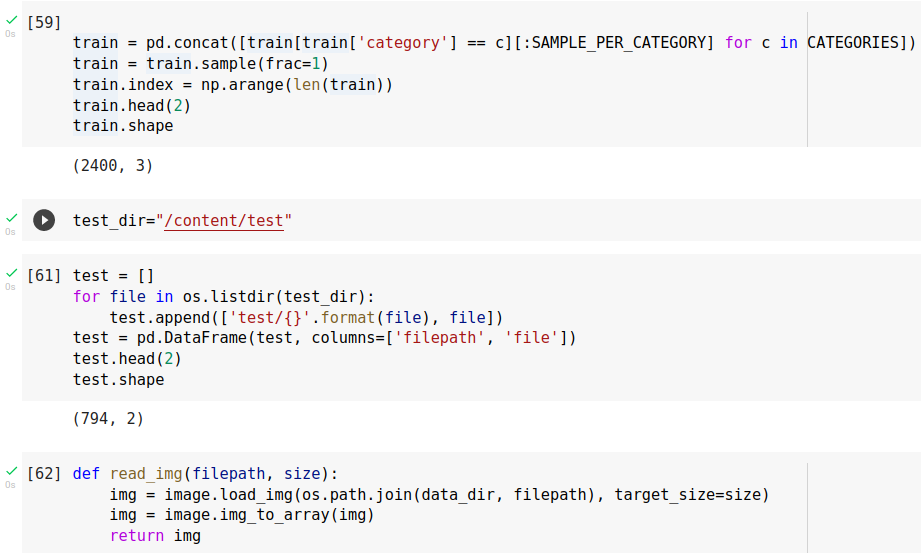 [59]
train = pd.concat([train[train['category'] == c][:SAMPLE_PER_CATEGORY] for c in CATEGORIES])
train = train.sample(frac=1)
train.index = np.arange(len(train))
train.head(2)
train.shape
0s
(2400, 3)
test_dir="/content/test"
0s
[61] test = []
for file in os.listdir(test_dir):
    test.append(['test/{}'.format(file), file])
test = pd.DataFrame(test, columns=['filepath', 'file'])
test.head(2)
test.shape
0s
(794, 2)
[62] def read_img(filepath, size):
    img = image.load_img(os.path.join(data_dir, filepath), target_size=size)
    img = image.img_to_array(img)
    return img
0s